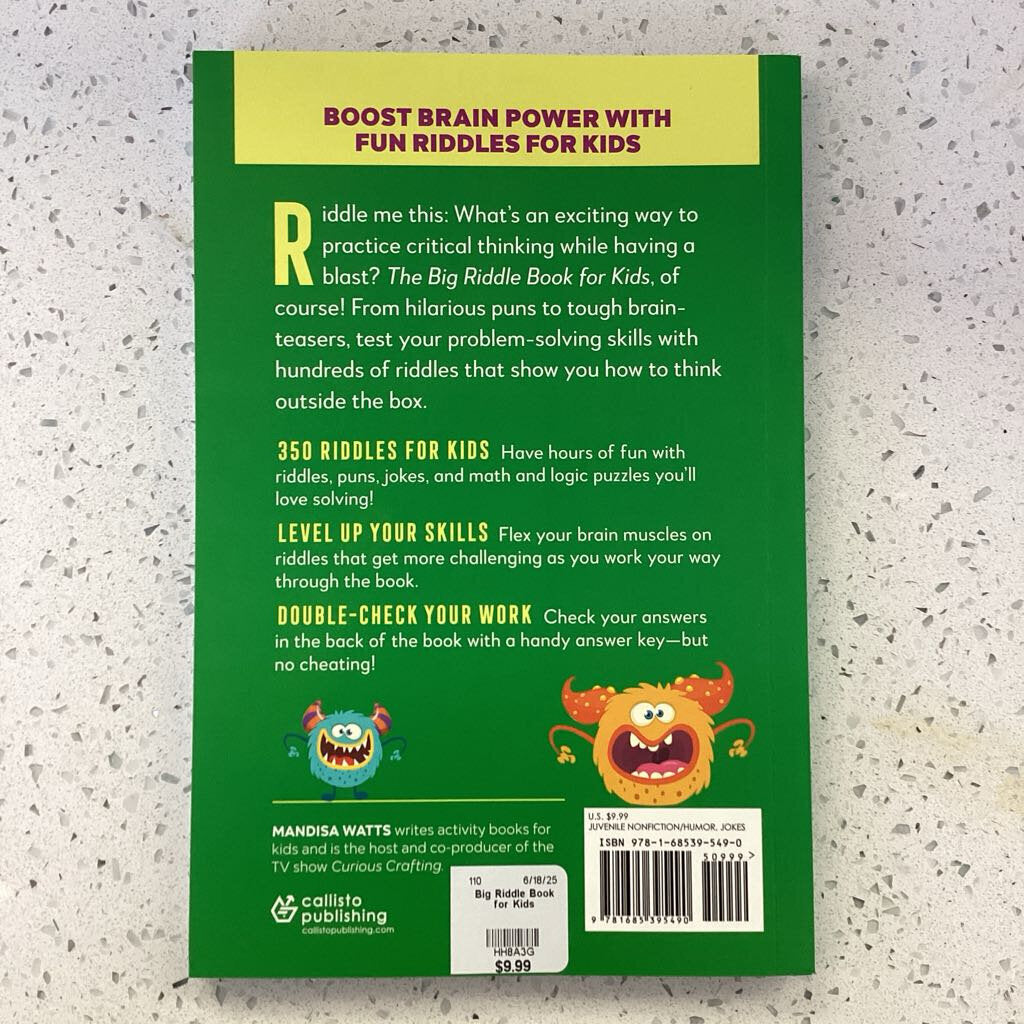 BOOST BRAIN POWER WITH
FUN RIDDLES FOR KIDS
Riddle me this: What's an exciting way to
practice critical thinking while having a
blast? The Big Riddle Book for Kids, of
course! From hilarious puns to tough brain-
teasers, test your problem-solving skills with
hundreds of riddles that show you how to think
outside the box.
350 RIDDLES FOR KIDS Have hours of fun with
riddles, puns, jokes, and math and logic puzzles you'll
love solving!
LEVEL UP YOUR SKILLS Flex your brain muscles on
riddles that get more challenging as you work your way
through the book.
DOUBLE-CHECK YOUR WORK Check your answers
in the back of the book with a handy answer key—but
no cheating!
MANDISA WATTS writes activity books for
kids and is the host and co-producer of the
TV show Curious Crafting.
callisto
publishing
callistopublishing.com
110 6/18/25
Big Riddle Book
for Kids
HH8A3G
$9.99
U.S. $9.99
JUVENILE NONFICTION/HUMOR, JOKES
ISBN 978-1-68539-549-0
50999>
9 781685 395490